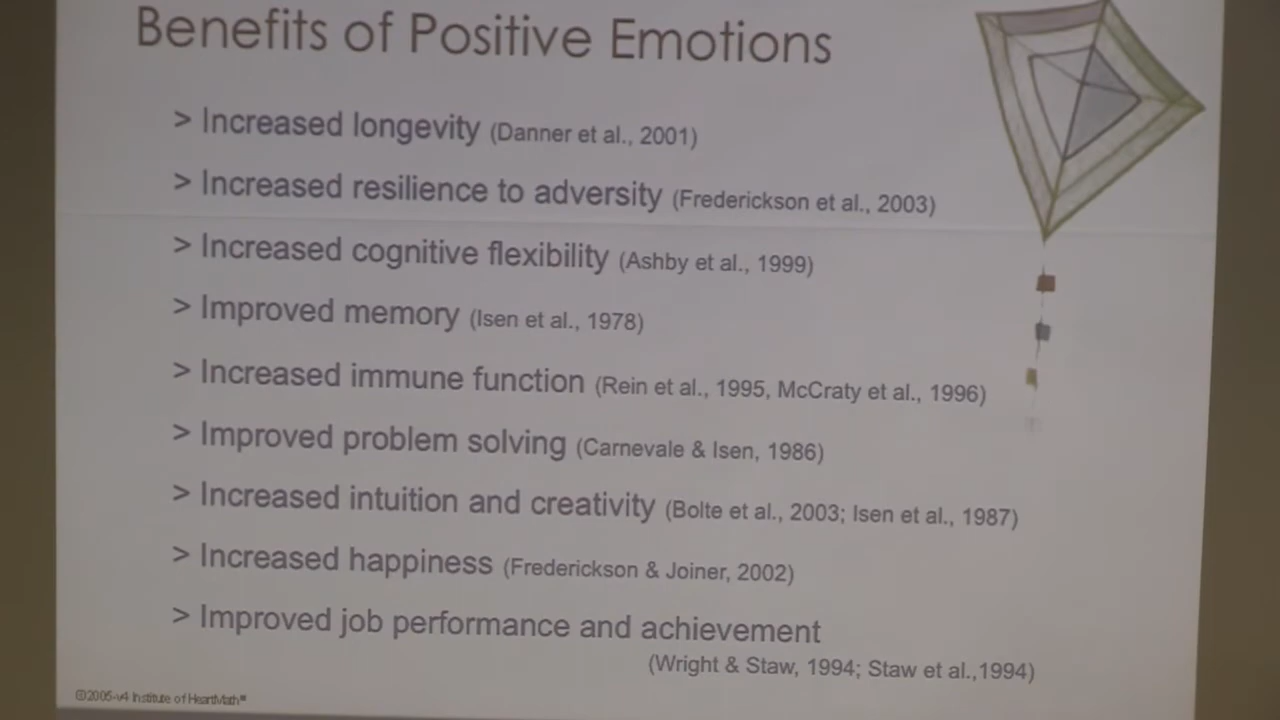 Benefits of Positive Emotions
> Increased longevity (Danner et al., 2001)
> Increased resilience to adversity (Frederickson et al., 2003)
> Increased cognitive flexibility (Ashby et al., 1999)
> Improved memory (Isen et al., 1978)
> Increased immune function (Rein et al., 1995, McCraty et al., 1996)
> Improved problem solving (Carnevale & Isen, 1986)
> Increased intuition and creativity (Bolte et al., 2003; Isen et al., 1987)
> Increased happiness (Frederickson & Joiner, 2002)
> Improved job performance and achievement
(Wright & Staw, 1994; Staw et al.,1994)
©2005-v4 Institute of HeartMath®